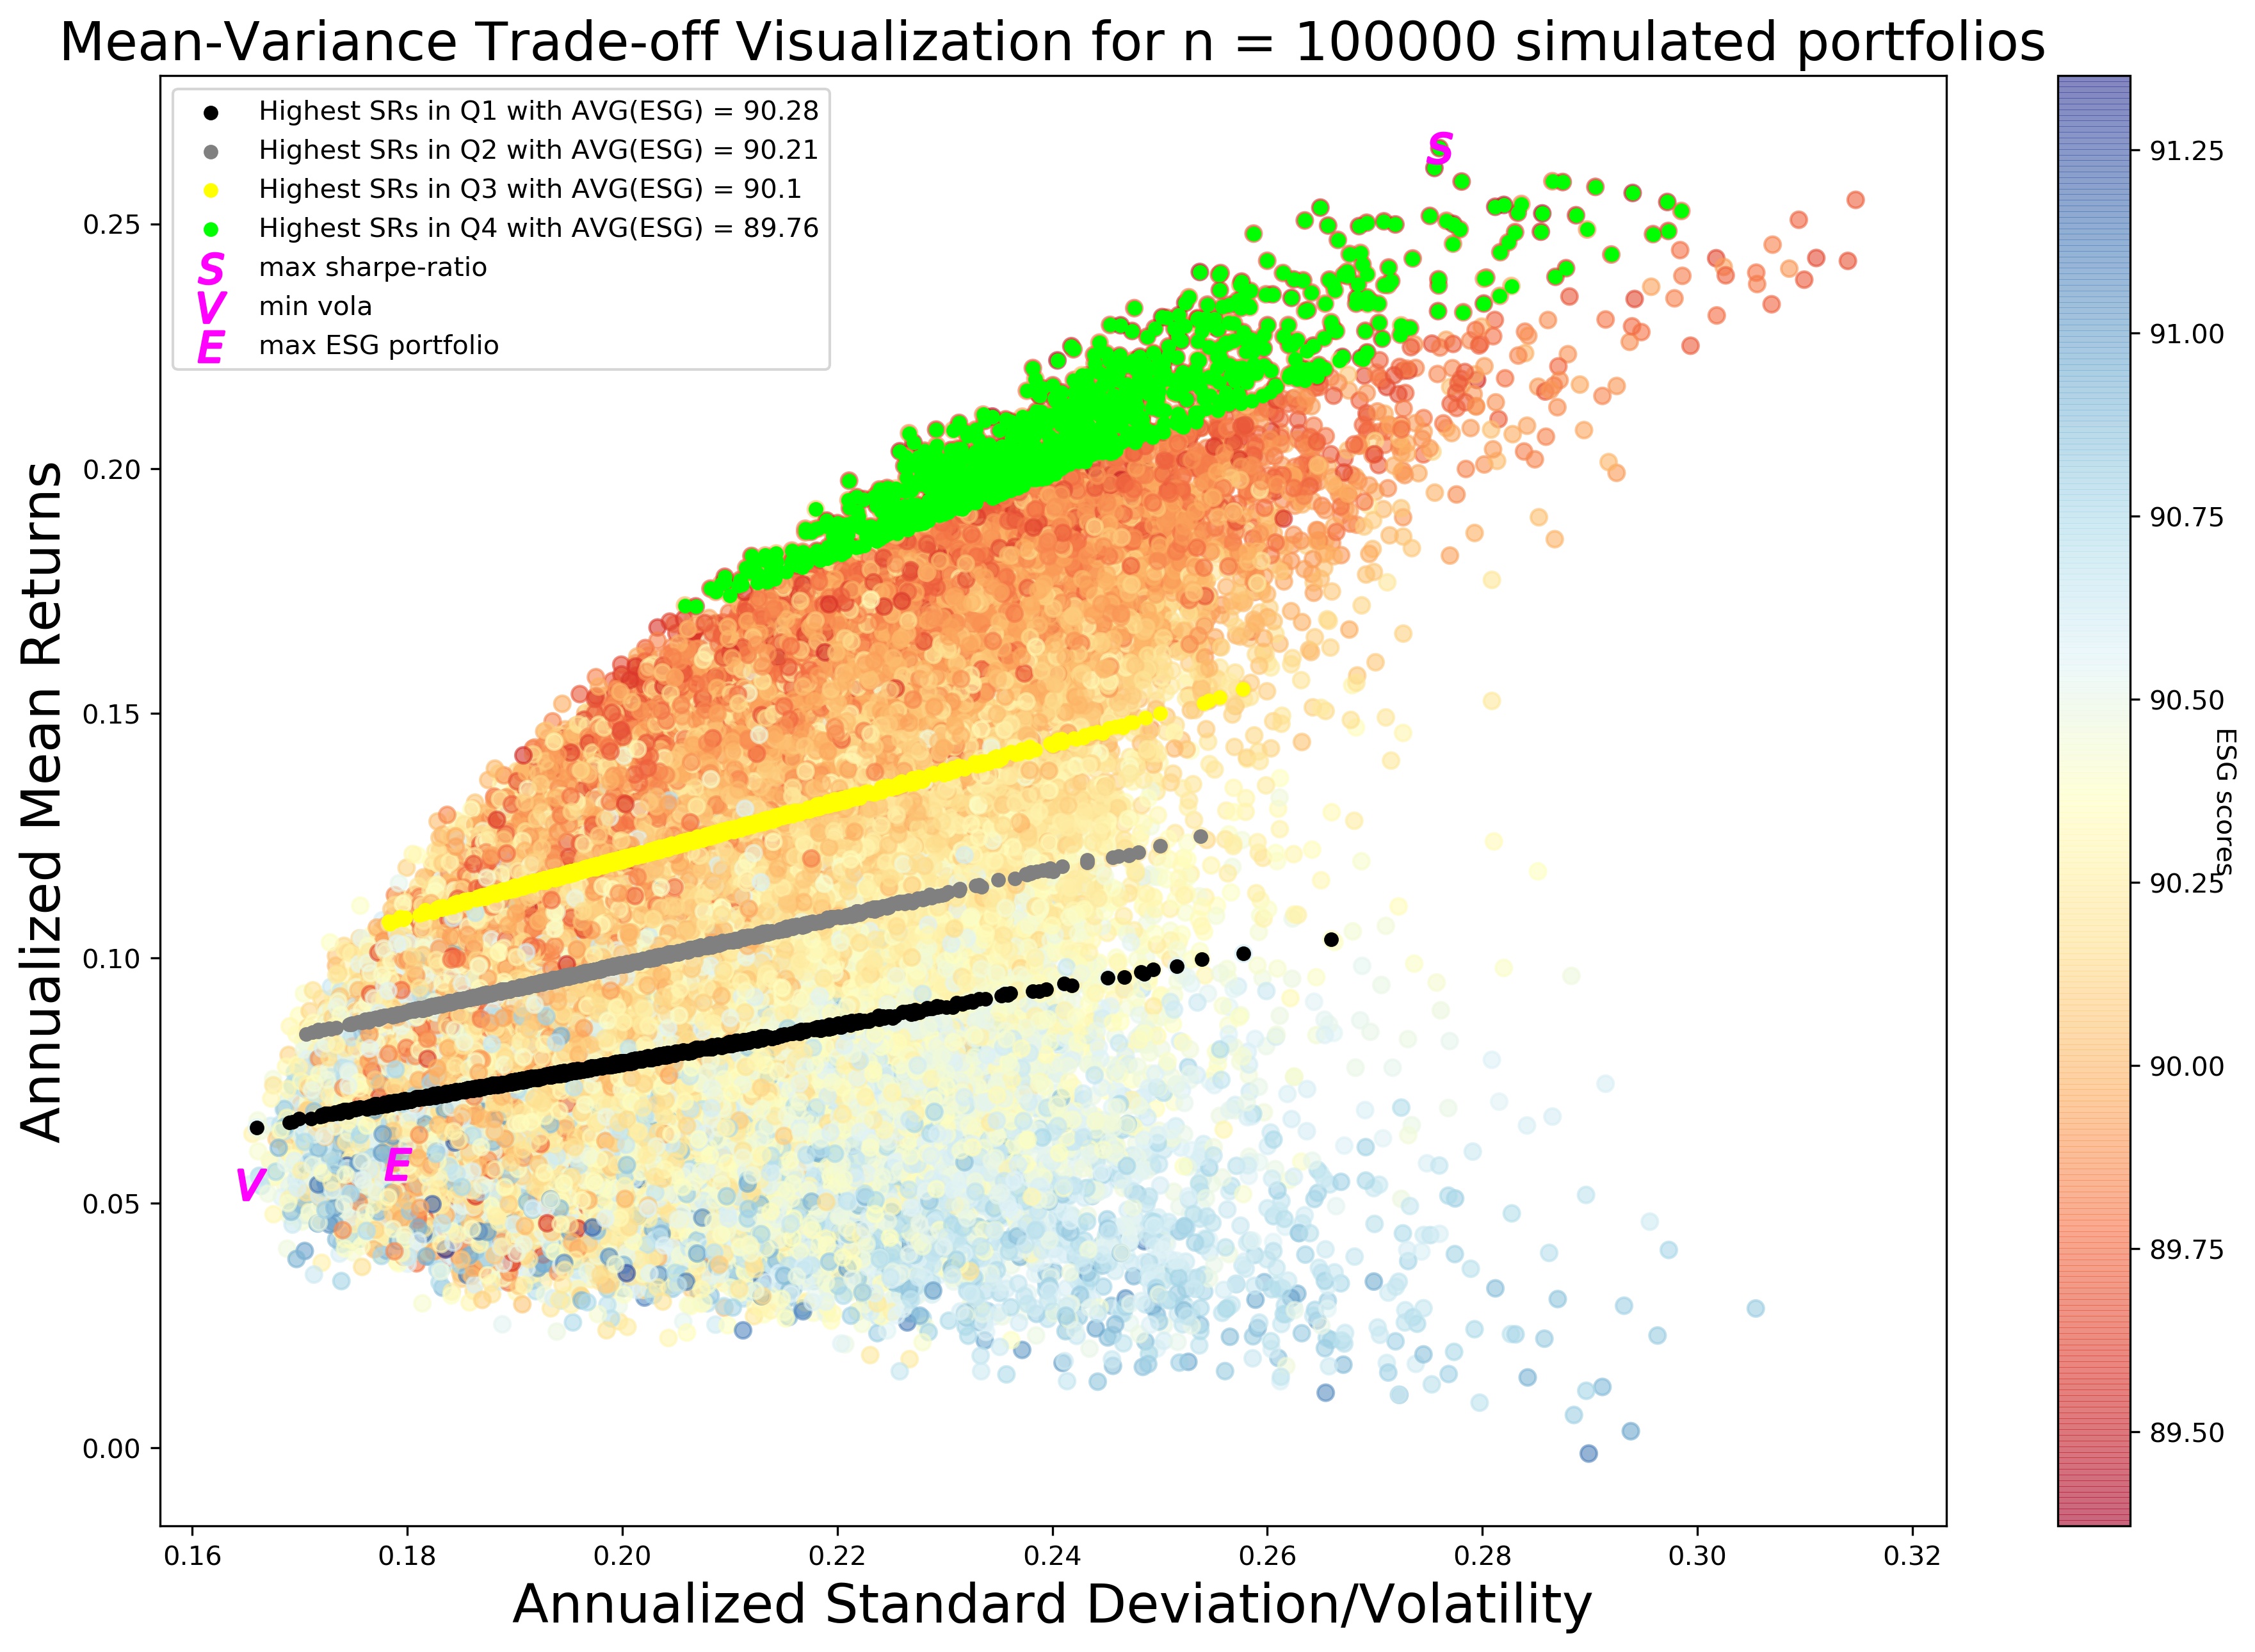 Mean-Variance Trade-off Visualization for n = 100000 simulated portfolios
Highest SRs in Q1 with AVG(ESG) = 90.28
Highest SRs in Q2 with AVG(ESG) = 90.21
Highest SRs in Q3 with AVG(ESG) = 90.1
Highest SRs in Q4 with AVG(ESG) = 89.76
S max sharpe-ratio
V min vola
E max ESG portfolio
S
V
E
Annualized Mean Returns
0.25
0.20
0.15
0.10
0.05
0.00
0.16 0.18 0.20 0.22 0.24 0.26 0.28 0.30 0.32
Annualized Standard Deviation/Volatility
91.25
91.00
90.75
90.50
90.25
90.00
89.75
89.50
ESG scores